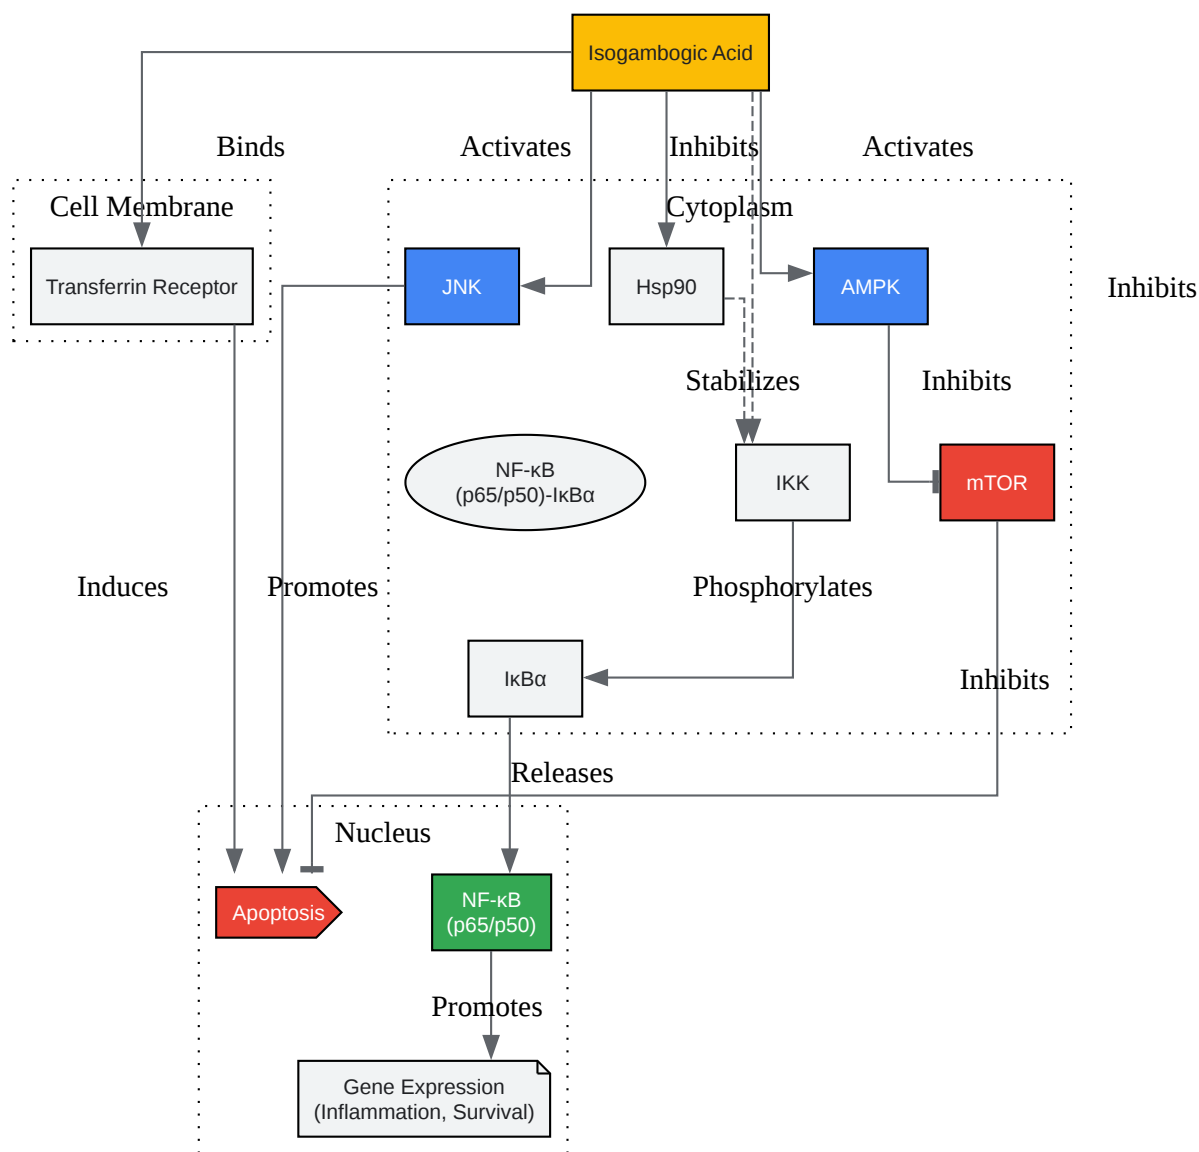 Isogambogic Acid
Binds
Activates
Inhibits
Activates
Cell Membrane
Cytoplasm
Transferrin Receptor
JNK
Hsp90
AMPK
Inhibits
Stabilizes
Inhibits
NF-κB
(p65/p50)-IκBα
IKK
mTOR
Induces
Promotes
Phosphorylates
IκBα
Inhibits
Releases
Nucleus
Apoptosis
NF-κB
(p65/p50)
Promotes
Gene Expression
(Inflammation, Survival)